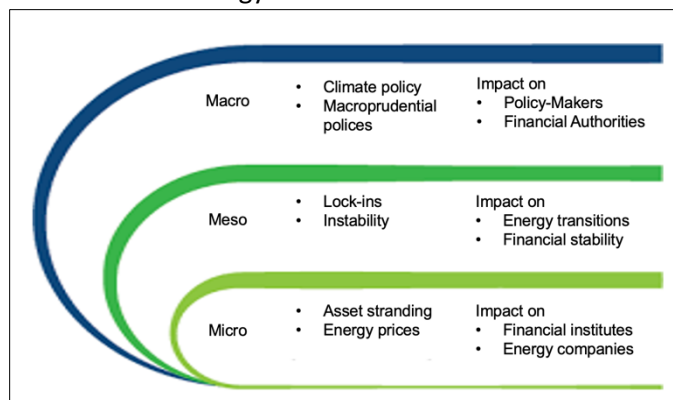 Macro
• Climate policy
• Macroprudential
polices
Impact on
• Policy-Makers
• Financial Authorities
Meso
• Lock-ins
• Instability
Impact on
• Energy transitions
• Financial stability
Micro
• Asset stranding
• Energy prices
Impact on
• Financial institutes
• Energy companies